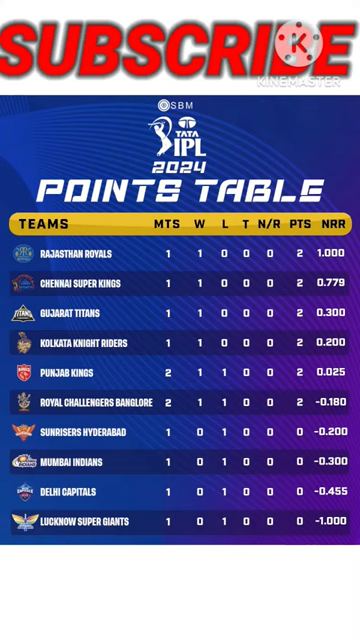 SUBSCRIBE
KINEMASTER
SBM
TATA
IPL
2024
POINTS TABLE
TEAMS MTS W L T N/R PTS NRR
RAJASTHAN ROYALS 1 1 0 0 0 2 1.000
CHENNAI SUPER KINGS 1 1 0 0 0 2 0.779
GUJARAT TITANS 1 1 0 0 0 2 0.300
KOLKATA KNIGHT RIDERS 1 1 0 0 0 2 0.200
PUNJAB KINGS 2 1 1 0 0 2 0.025
ROYAL CHALLENGERS BANGLORE 2 1 1 0 0 2 -0.180
SUNRISERS HYDERABAD 1 0 1 0 0 0 -0.200
MUMBAI INDIANS 1 0 1 0 0 0 -0.300
DELHI CAPITALS 1 0 1 0 0 0 -0.455
LUCKNOW SUPER GIANTS 1 0 1 0 0 0 -1.000